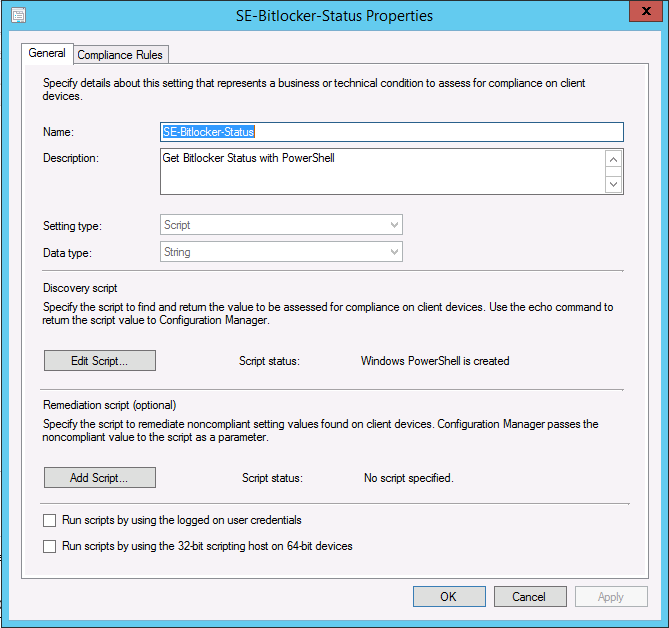 SE-Bitlocker-Status Properties
x
General
Compliance Rules
Specify details about this setting that represents a business or technical condition to assess for compliance on client
devices.
Name:
SE-Bitlocker-Status
Description:
Get Bitlocker Status with PowerShell
Setting type:
Script
Data type:
String
Discovery script
Specify the script to find and return the value to be assessed for compliance on client devices. Use the echo command to
return the script value to Configuration Manager.
Edit Script...
Script status:
Windows PowerShell is created
Remediation script (optional)
Specify the script to remediate noncompliant setting values found on client devices. Configuration Manager passes the
noncompliant value to the script as a parameter.
Add Script...
Script status:
No script specified.
Run scripts by using the logged on user credentials
Run scripts by using the 32-bit scripting host on 64-bit devices
OK
Cancel
Apply